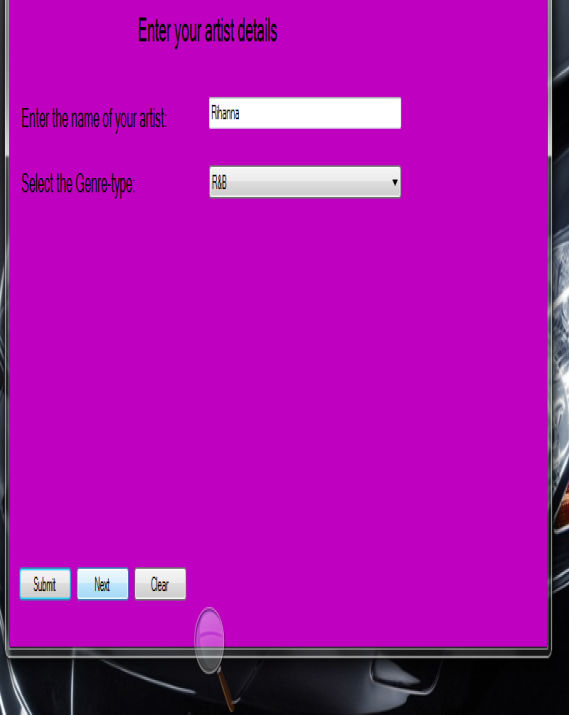 Enter your artist details
Enter the name of your artist: Rihanna
Select the Genre-type: R&B
Submit Next Clear